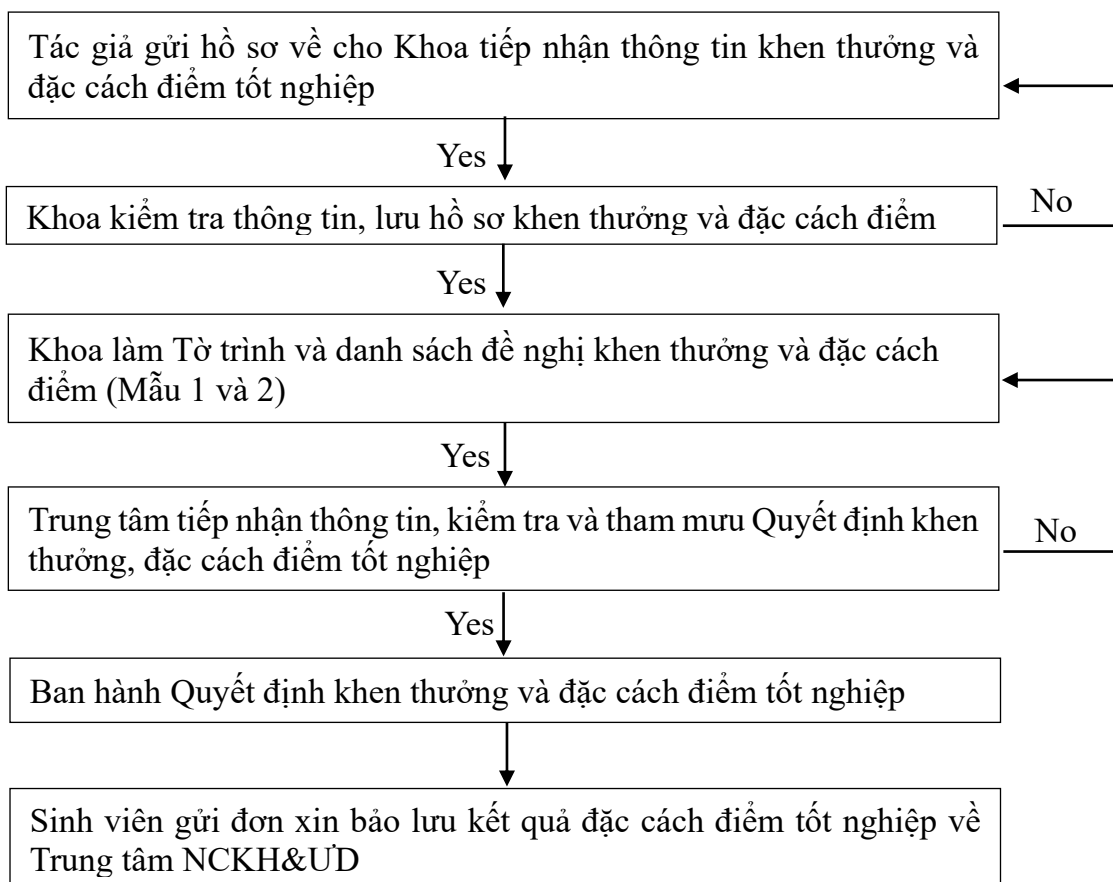 Tác giả gửi hồ sơ về cho Khoa tiếp nhận thông tin khen thưởng và
đặc cách điểm tốt nghiệp
Yes
Khoa kiểm tra thông tin, lưu hồ sơ khen thưởng và đặc cách điểm
No
Yes
Khoa làm Tờ trình và danh sách đề nghị khen thưởng và đặc cách
điểm (Mẫu 1 và 2)
Yes
Trung tâm tiếp nhận thông tin, kiểm tra và tham mưu Quyết định khen
thưởng, đặc cách điểm tốt nghiệp
No
Yes
Ban hành Quyết định khen thưởng và đặc cách điểm tốt nghiệp
Sinh viên gửi đơn xin bảo lưu kết quả đặc cách điểm tốt nghiệp về
Trung tâm NCKH&ƯD